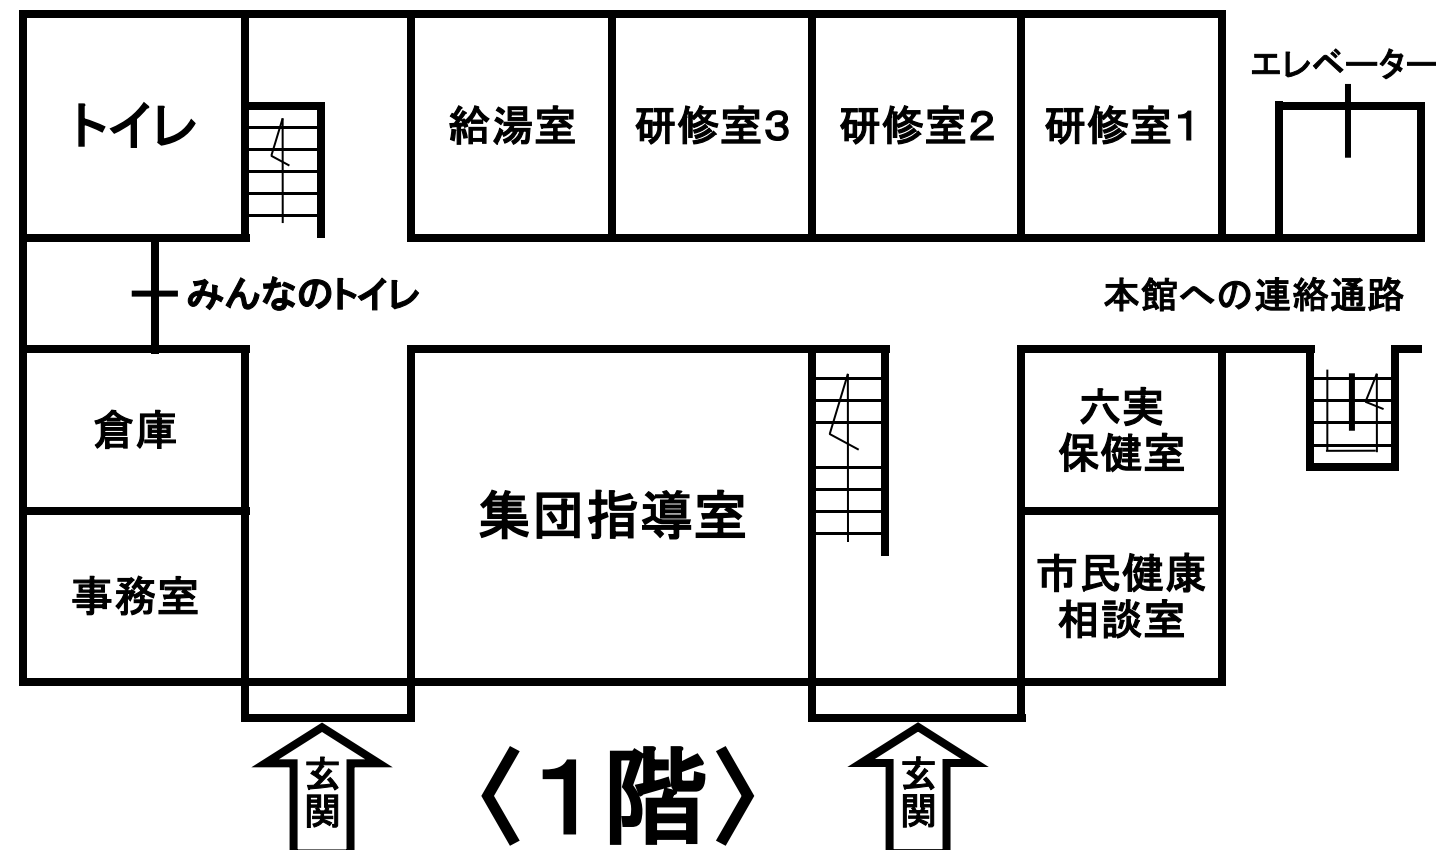 エレベーター
トイレ
給湯室
研修室3
研修室2
研修室1
みんなのトイレ
本館への連絡通路
倉庫
事務室
集団指導室
六実
保健室
市民健康
相談室
玄関
〈1階〉
玄関